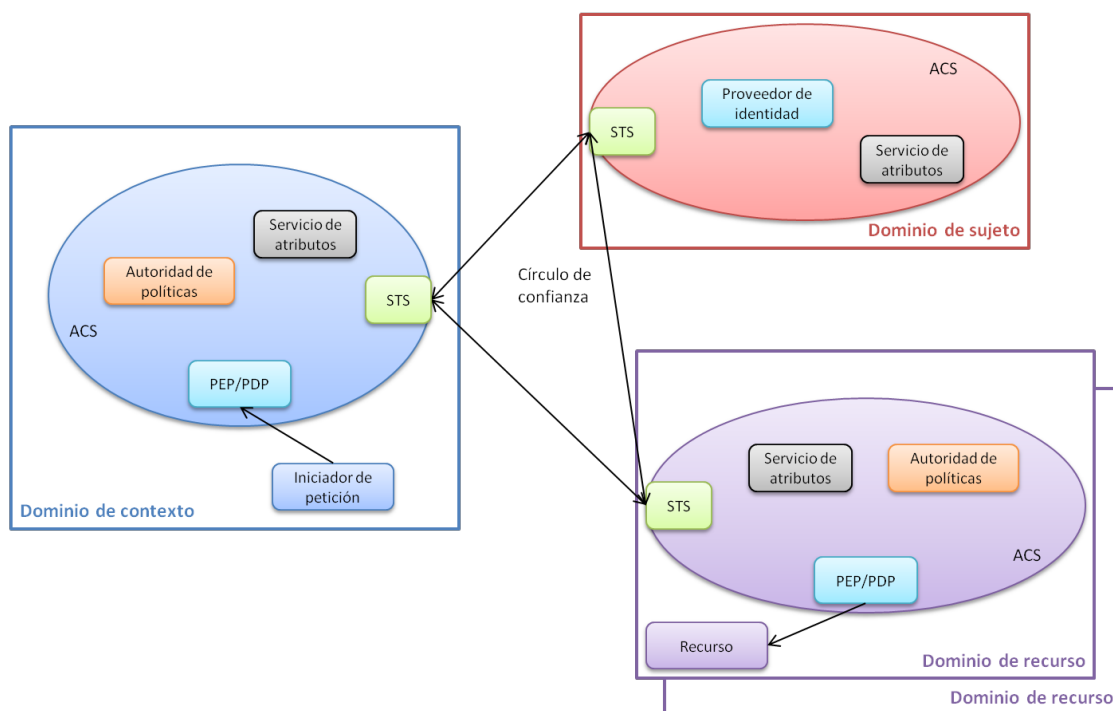 ACS
Proveedor de
identidad
STS
Servicio de
atributos
Dominio de sujeto
Servicio de
atributos
Autoridad de
políticas
STS
ACS
PEP/PDP
Iniciador de
petición
Dominio de contexto
Círculo de
confianza
Servicio de
atributos
Autoridad de
políticas
STS
ACS
PEP/PDP
Recurso
Dominio de recurso
Dominio de recurso